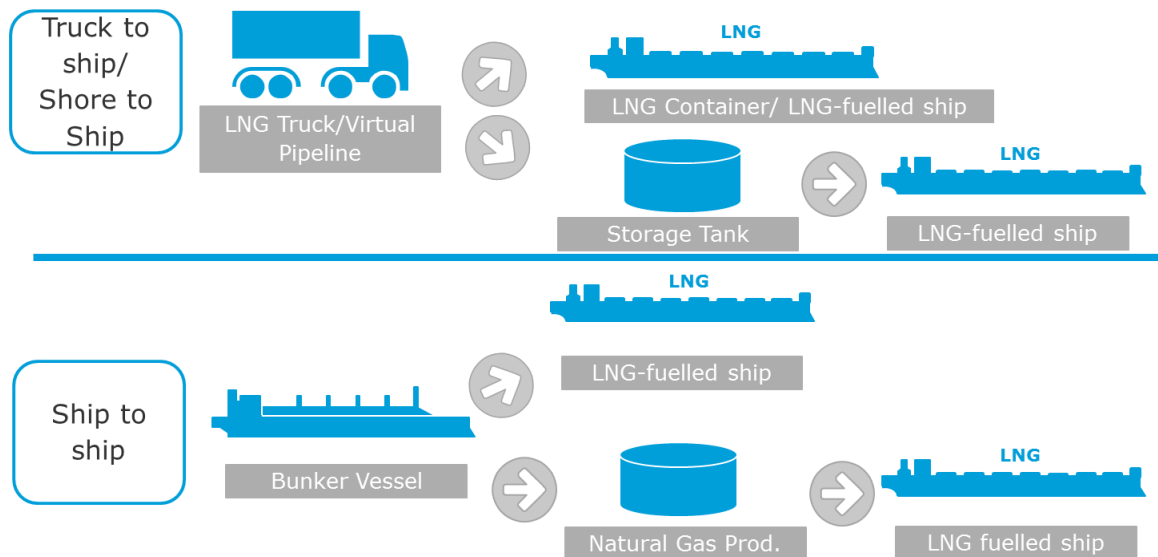 Truck to
ship/
Shore to
Ship
LNG Truck/Virtual
Pipeline
LNG
LNG Container/ LNG-fuelled ship
Storage Tank
LNG
LNG-fuelled ship
Ship to
ship
Bunker Vessel
LNG
LNG-fuelled ship
Natural Gas Prod.
LNG
LNG fuelled ship